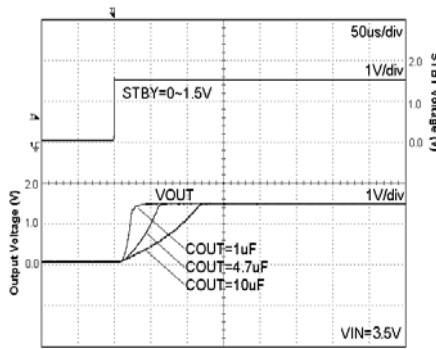 50us/div
1V/div
2.0
1.0
0.0
STBY=0~1.5V
2.0
1.0
0.0
Output Voltage (V)
VOUT
1V/div
COUT=1uF
COUT=4.7uF
COUT=10uF
VIN=3.5V
Voltage (V)